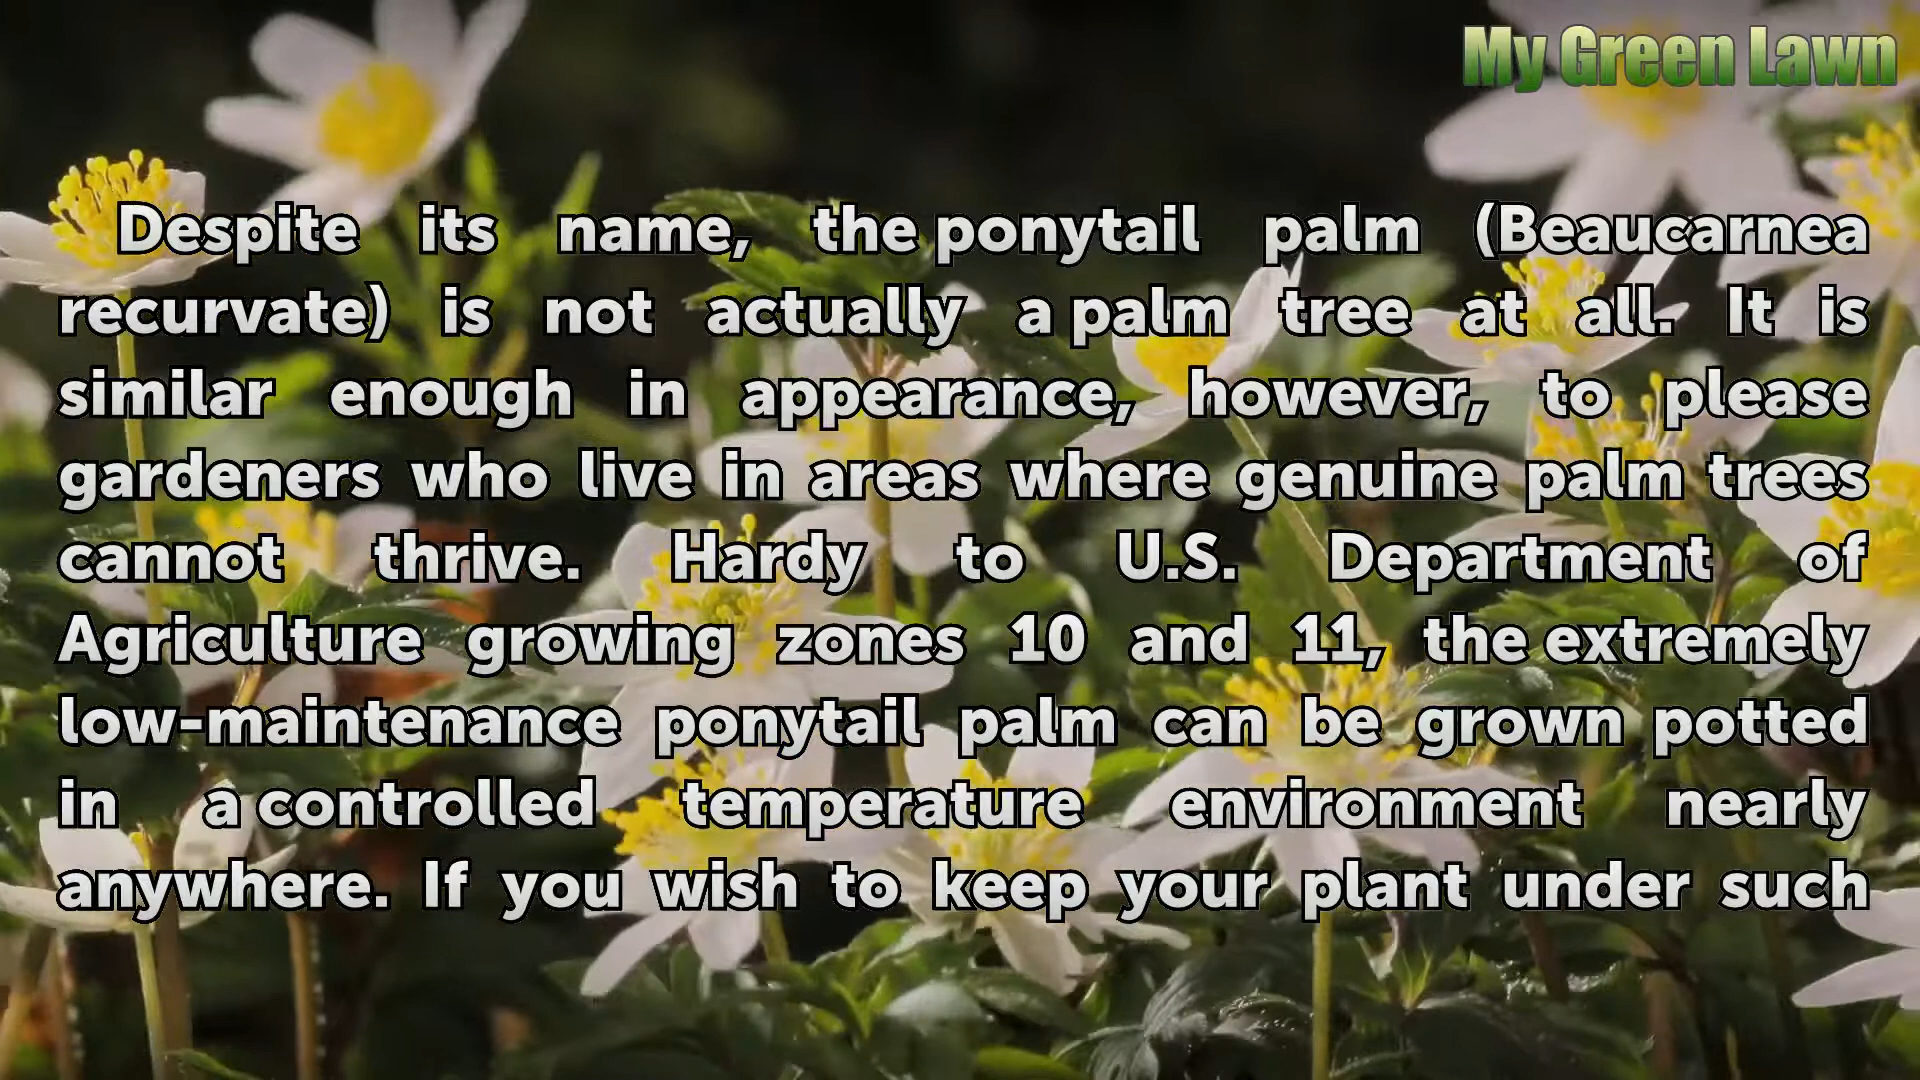 My Green Lawn
Despite its name, the ponytail palm (Beaucarnea
recurvate) is not actually a palm tree at all. It is
similar enough in appearance, however, to please
gardeners who live in areas where genuine palm trees
cannot thrive. Hardy to U.S. Department of
Agriculture growing zones 10 and 11, the extremely
low-maintenance ponytail palm can be grown potted
in a controlled temperature environment nearly
anywhere. If you wish to keep your plant under such